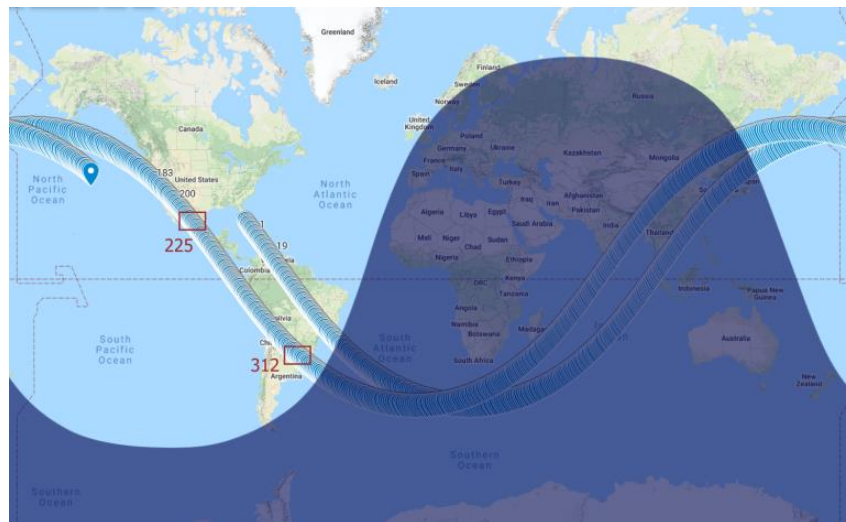 Greenland
Iceland
Finland
Sweden
Norway
Russia
Canada
United
Kingdom
Poland
Germany
Ukraine
France
Kazakhstan
Mongolia
Spain
Italy
Turkey
183
North
Pacific
Ocean
United States
200
North
Atlantic
Ocean
Iraq
Iran
Afghanistan
Pakistan
Algeria
Libya
Egypt
Saudi Arabia
India
225
1
Mali
Niger
Chad
Sudan
Thailand
19
Nigeria
Ethiopia
Colombia
DRC
Kenya
Tanzania
Indonesia
Papua New
Guinea
Angola
Namibia
Botswana
Madaga
South
Pacific
Ocean
South
Atlantic
Ocean
Australia
South Africa
312
Argentina
New
Zealand
Southern
Ocean
Southern
Ocean